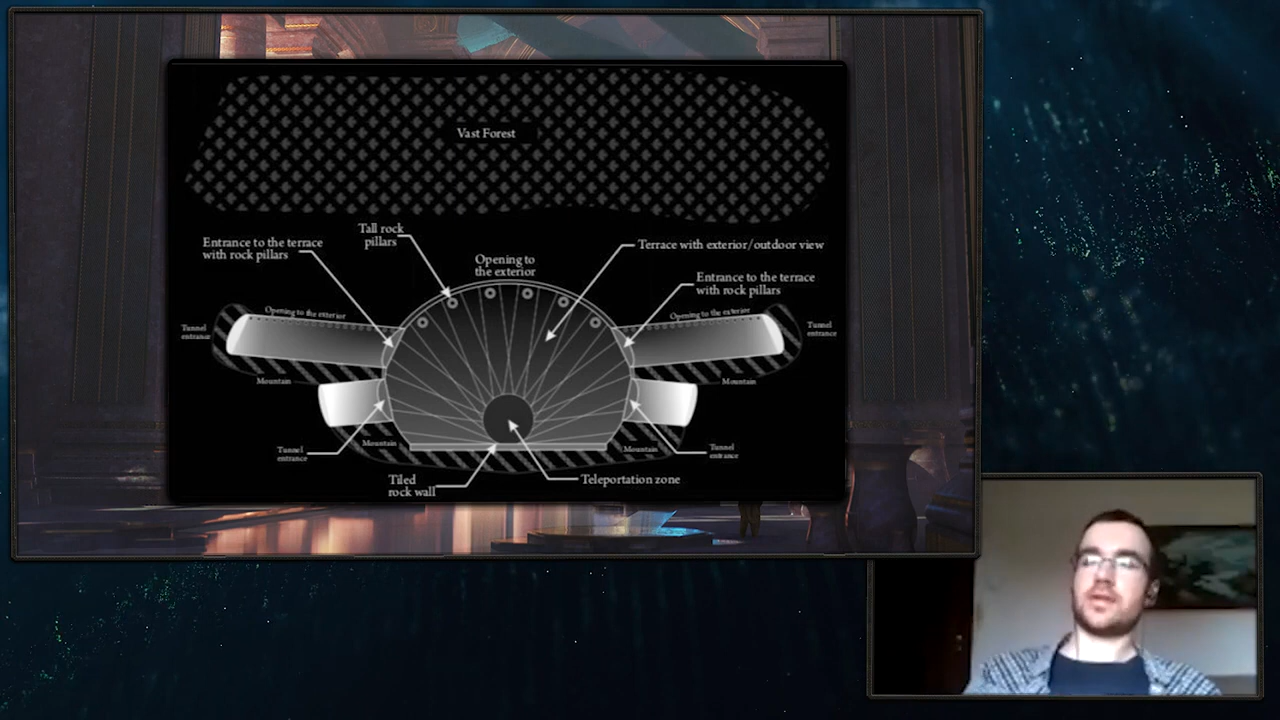 Vast Forest
Tall rock
pillars
Entrance to the terrace
with rock pillars
Terrace with exterior/outdoor view
Opening to
the exterior
Entrance to the terrace
with rock pillars
Opening to the exterior
Opening to the exterior
Tunnel
entrance
Tunnel
entrance
Mountain
Mountain
Mountain
Mountain
Tunnel
entrance
Tunnel
entrance
Tiled
rock wall
Teleportation zone